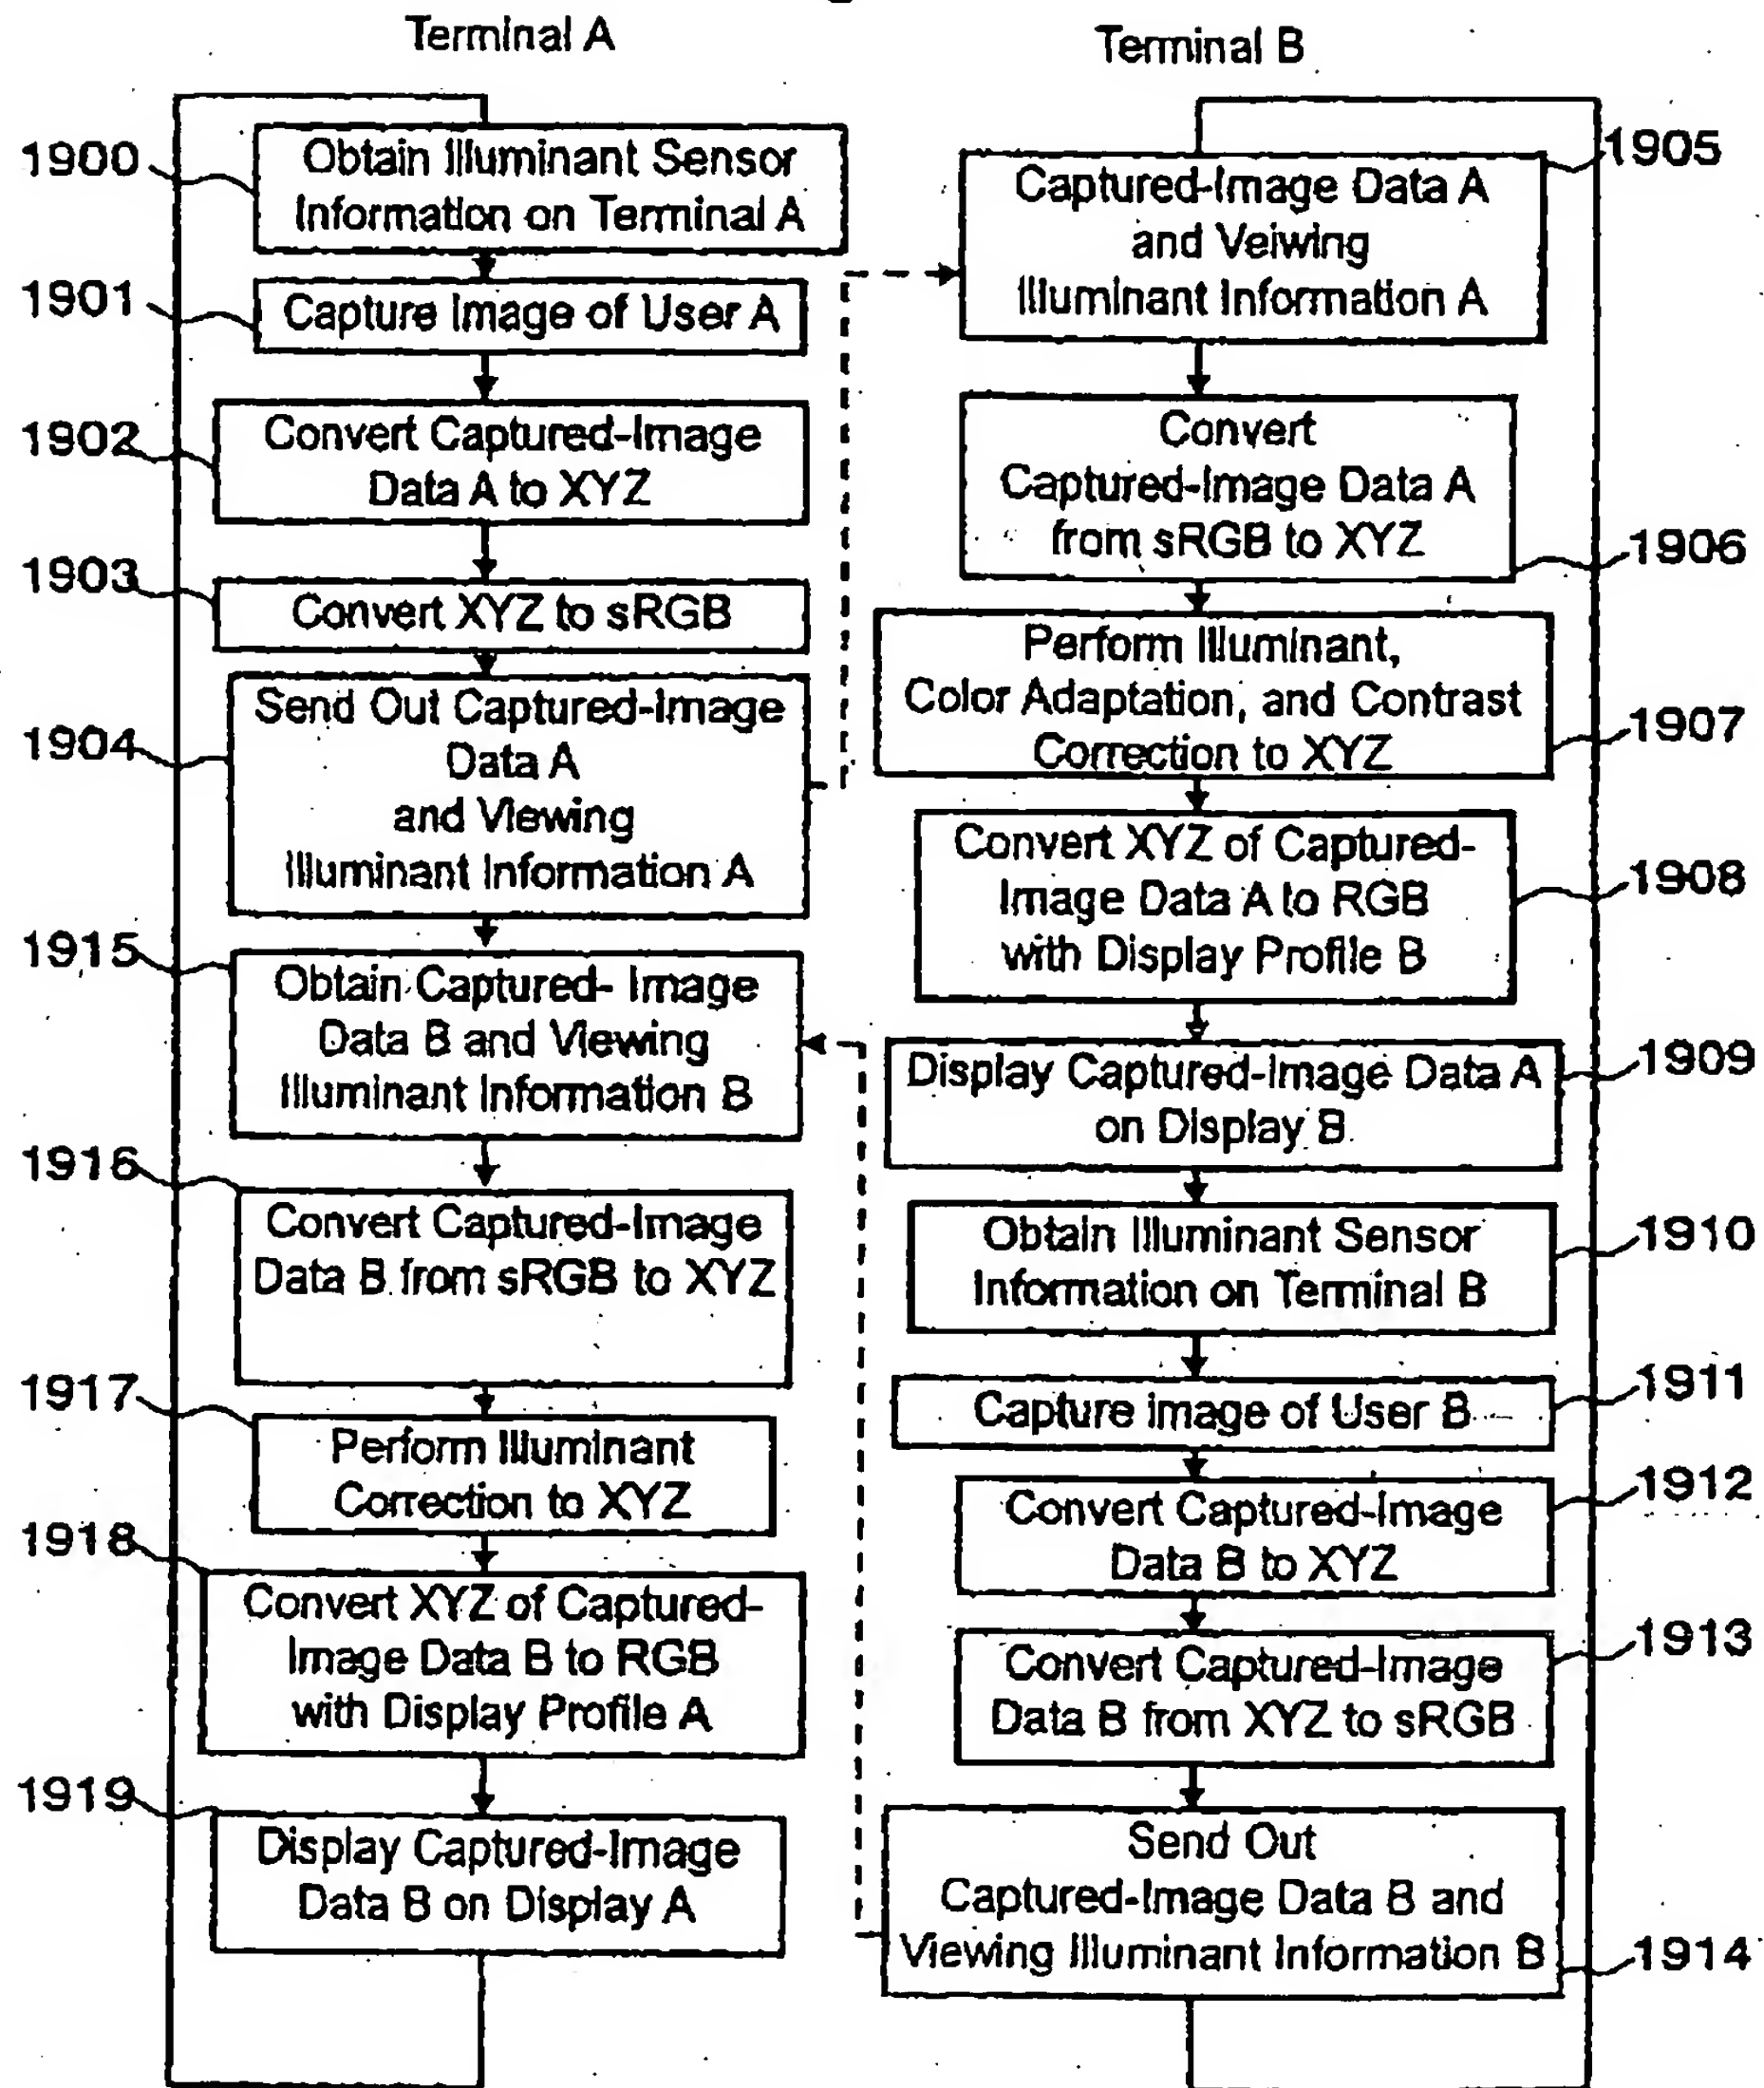 Terminal A
1900
Obtain Illuminant Sensor
Information on Terminal A
1901
Capture Image of User A
1902
Convert Captured-Image
Data A to XYZ
1903
Convert XYZ to sRGB
1904
Send Out Captured-Image
Data A
and Viewing
Illuminant Information A
1915
Obtain Captured- Image
Data B and Viewing
Illuminant Information B
1916
Convert Captured-Image
Data B from sRGB to XYZ
1917
Perform Illuminant
Correction to XYZ
1918
Convert XYZ of Captured-
Image Data B to RGB
with Display Profile A
1919
Display Captured-Image
Data B on Display A
Terminal B
1905
Captured-Image Data A
and Veiwing
Illuminant Information A
Convert
Captured-Image Data A
from sRGB to XYZ
1906
Perform Illuminant,
Color Adaptation, and Contrast
Correction to XYZ
1907
Convert XYZ of Captured-
Image Data A to RGB
with Display Profile B
1908
Display Captured-Image Data A
on Display B
1909
Obtain Illuminant Sensor
Information on Terminal B
1910
Capture image of User B
1911
Convert Captured-Image
Data B to XYZ
1912
Convert Captured-Image
Data B from XYZ to sRGB
1913
Send Out
Captured-Image Data B and
Viewing Illuminant Information B
1914